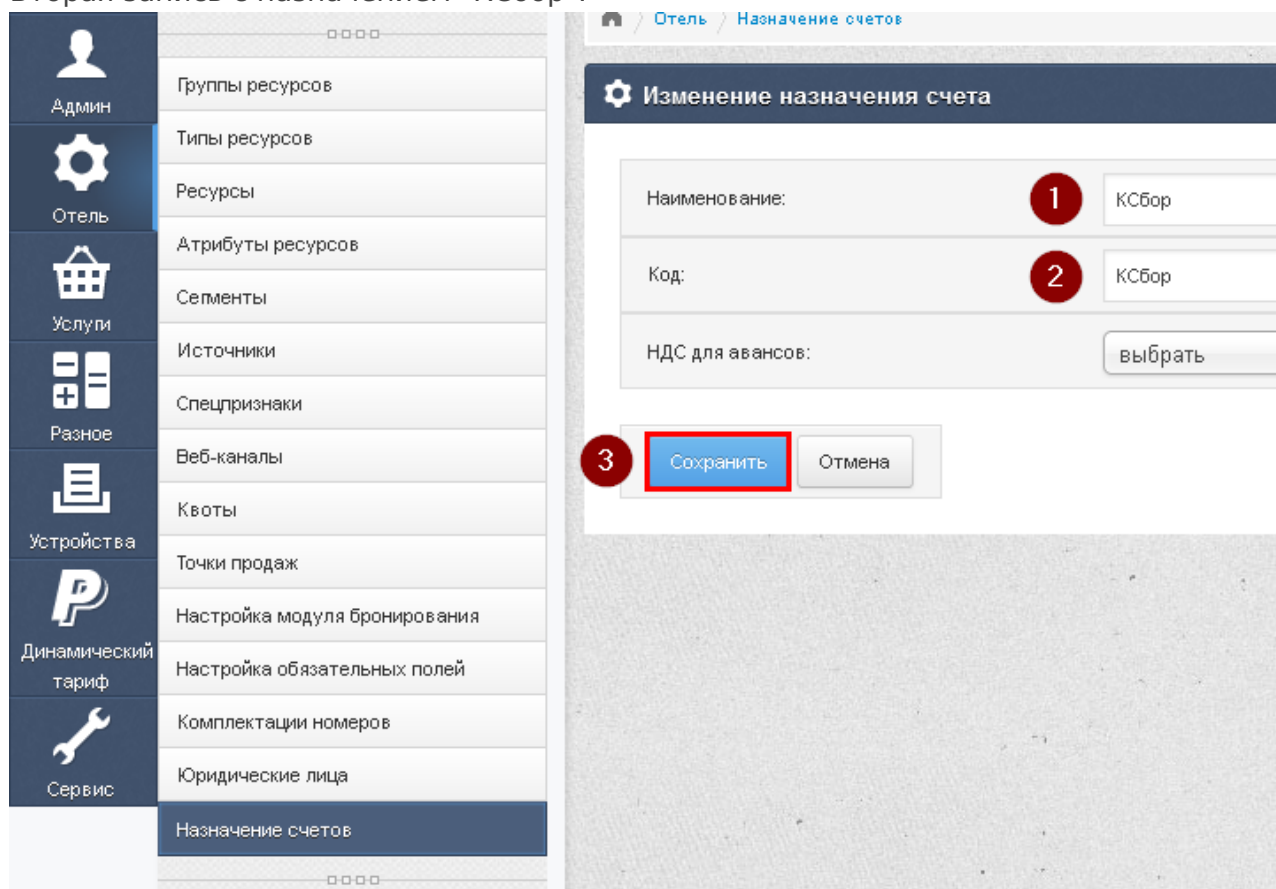 Админ
Отель
Услуги
Разное
Устройства
Динамический
тариф
Сервис
Группы ресурсов
Типы ресурсов
Ресурсы
Атрибуты ресурсов
Сегменты
Источники
Спецпризнаки
Веб-каналы
Квоты
Точки продаж
Настройка модуля бронирования
Настройка обязательных полей
Комплектации номеров
Юридические лица
Назначение счетов
Отель / Назначение счетов
Изменение назначения счета
Наименование: 1 КСбор
Код: 2 КСбор
НДС для авансов: выбрать
3 Сохранить Отмена